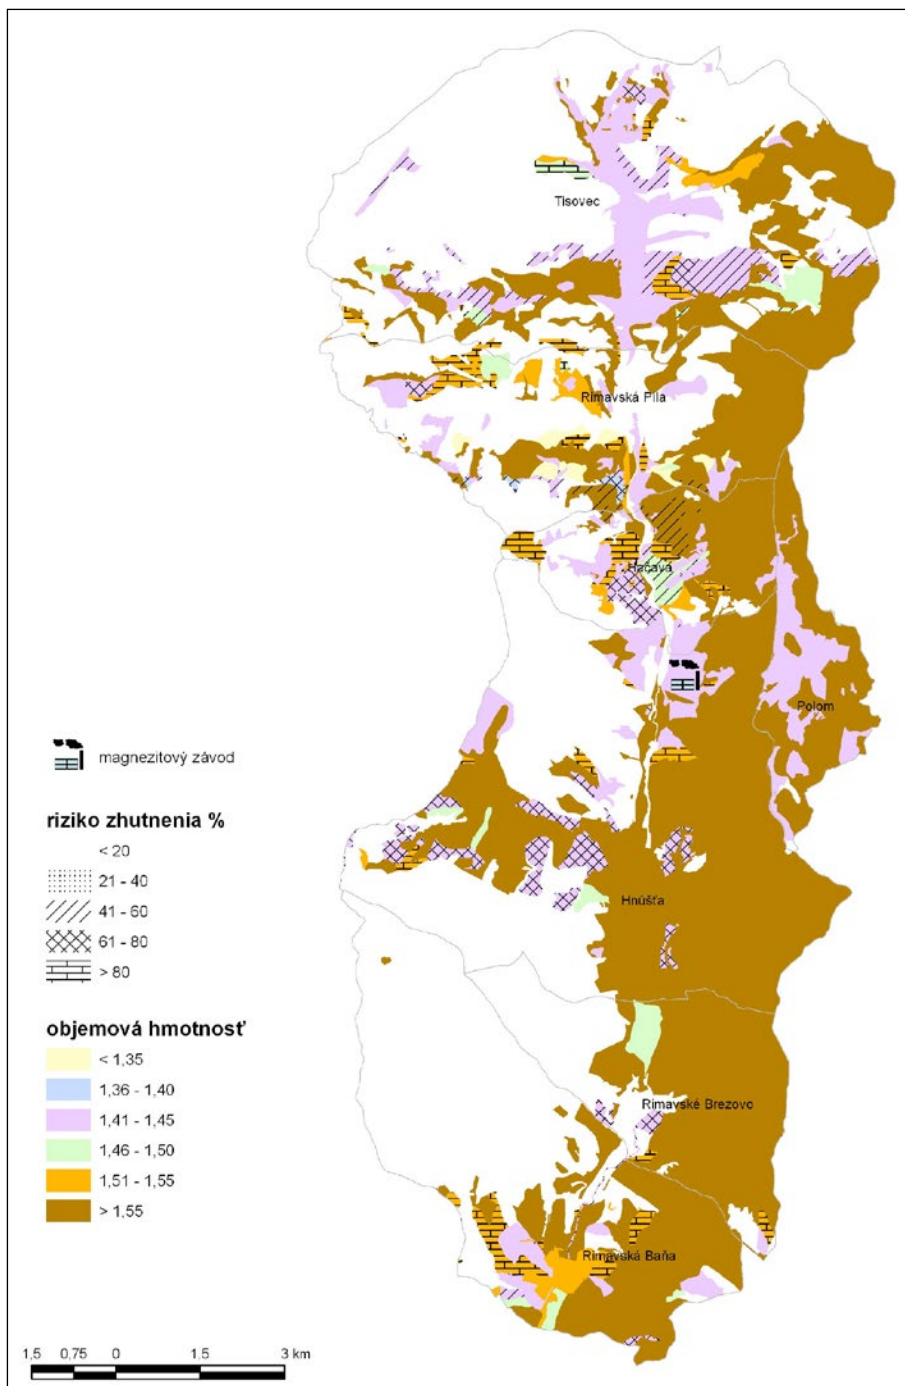 Tisovec
Rimavská Píla
Hačava
Polom
magnezitový závod
riziko zhutnenia %
< 20
21 - 40
41 - 60
61 - 80
> 80
Hnúšťa
objemová hmotnosť
< 1,35
1,36 - 1,40
1,41 - 1,45
1,46 - 1,50
1,51 - 1,55
> 1,55
Rimavské Brezovo
Rimavská Baňa
1,5 0,75 0 1,5 3 km